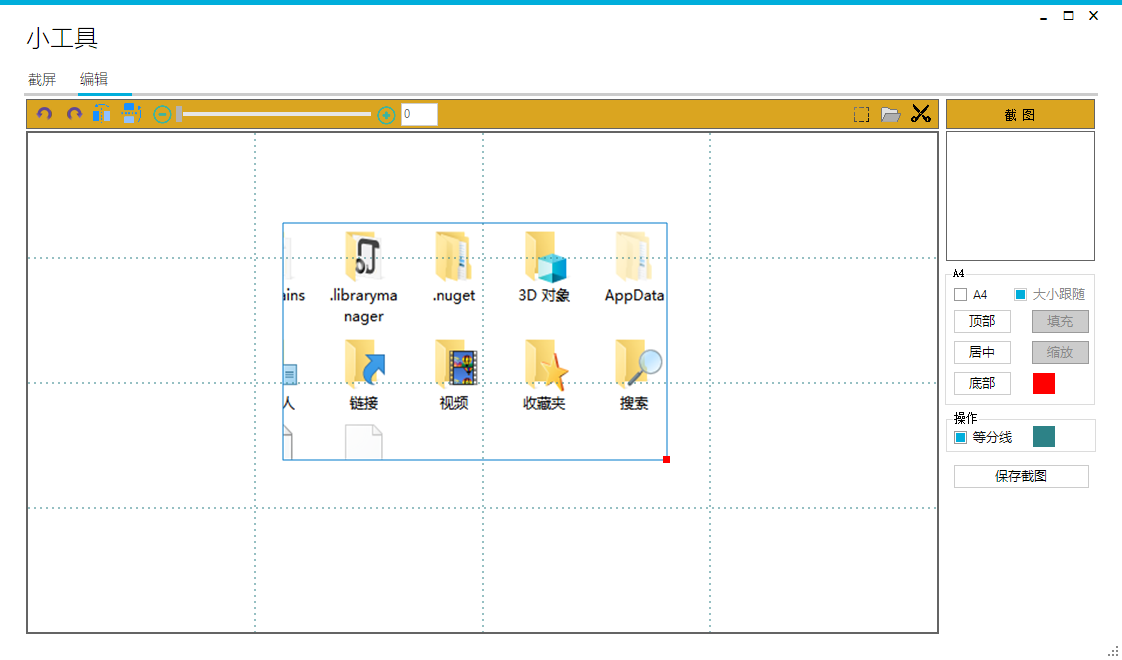 小工具
截屏 编辑
0
截 图
ains .libraryma .nuget 3D 对象 AppData
nager
人 链接 视频 收藏夹 搜索
A4
A4 大小跟随
顶部 填充
居中 缩放
底部
操作
等分线
保存截图